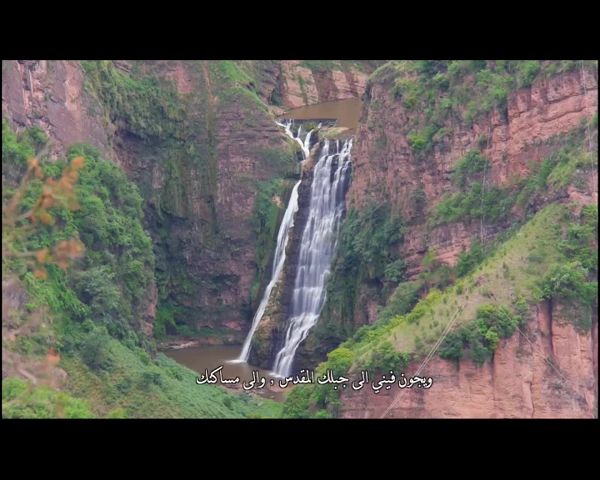 ويجون فيني الى جبلك المقدس ، والى مساكنك